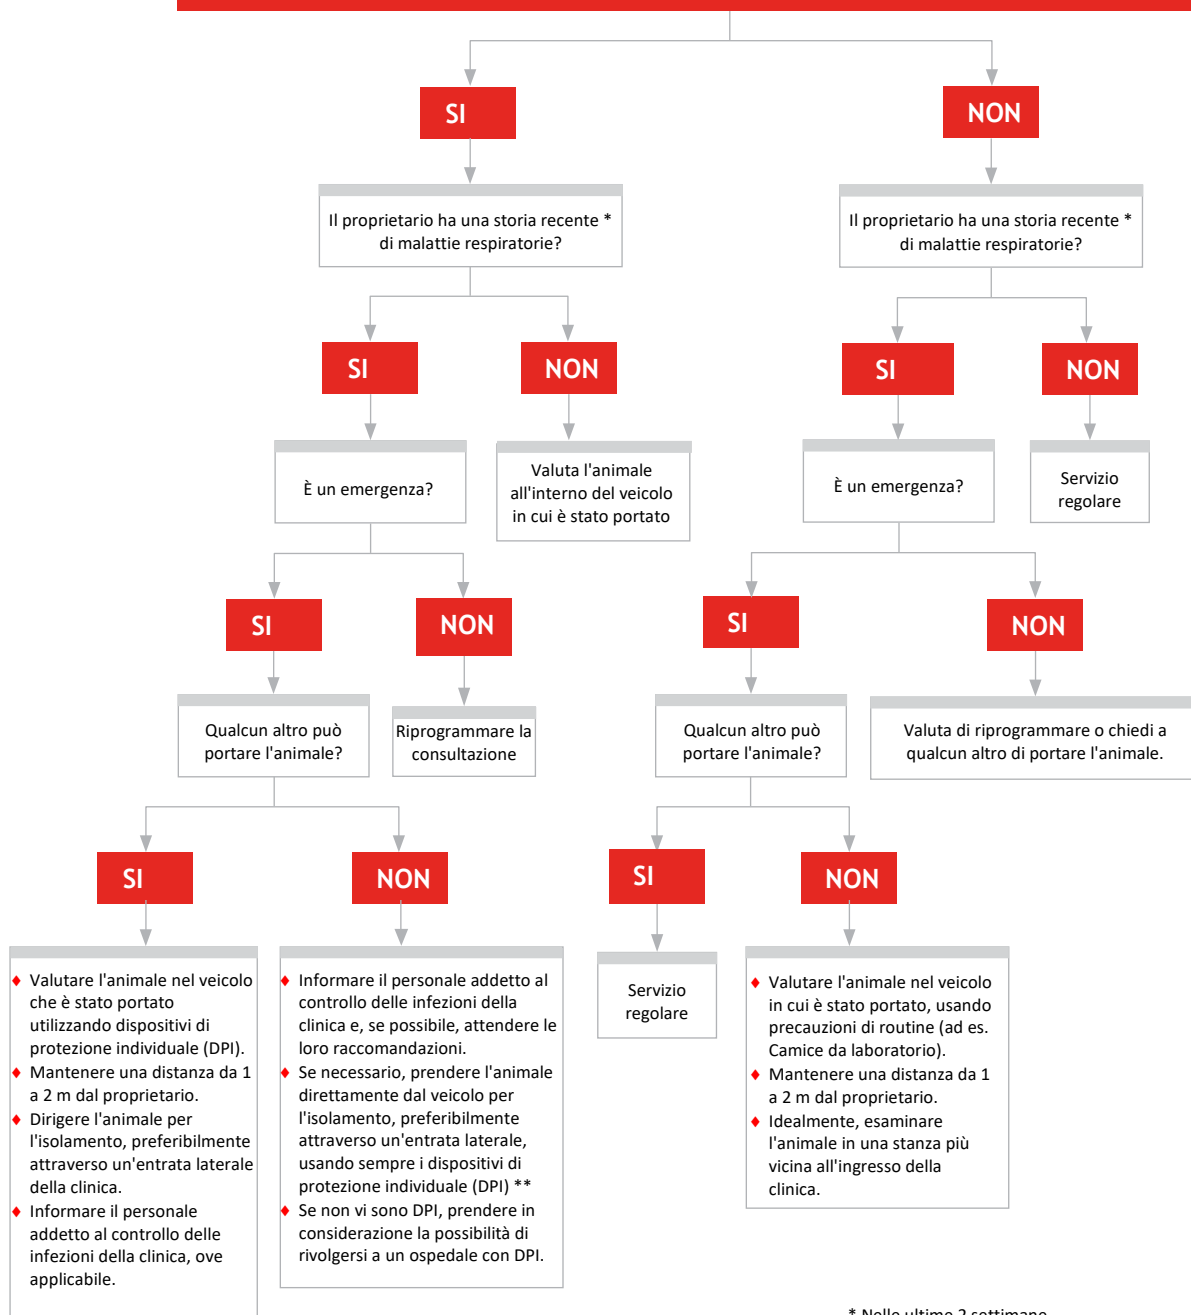 SI
NON
Il proprietario ha una storia recente *
di malattie respiratorie?
Il proprietario ha una storia recente *
di malattie respiratorie?
SI
NON
SI
NON
È un emergenza?
Valuta l'animale
all'interno del veicolo
in cui è stato portato
È un emergenza?
Servizio
regolare
SI
NON
SI
NON
Qualcun altro può
portare l'animale?
Riprogrammare la
consultazione
Qualcun altro può
portare l'animale?
Valuta di riprogrammare o chiedi a
qualcun altro di portare l'animale.
SI
NON
SI
NON
♦ Valutare l'animale nel veicolo
che è stato portato
utilizzando dispositivi di
protezione individuale (DPI).
♦ Mantenere una distanza da 1
a 2 m dal proprietario.
♦ Dirigere l'animale per
l'isolamento, preferibilmente
attraverso un'entrata laterale
della clinica.
♦ Informare il personale
addetto al controllo delle
infezioni della clinica, ove
applicabile.
♦ Informare il personale addetto al
controllo delle infezioni della
clinica e, se possibile, attendere le
loro raccomandazioni.
♦ Se necessario, prendere l'animale
direttamente dal veicolo per
l'isolamento, preferibilmente
attraverso un'entrata laterale,
usando sempre i dispositivi di
protezione individuale (DPI) **
♦ Se non vi sono DPI, prendere in
considerazione la possibilità di
rivolgersi a un ospedale con DPI.
Servizio
regolare
♦ Valutare l'animale nel veicolo
in cui è stato portato, usando
precauzioni di routine (ad es.
Camice da laboratorio).
♦ Mantenere una distanza da 1
a 2 m dal proprietario.
♦ Idealmente, esaminare
l'animale in una stanza più
vicina all'ingresso della
clinica.
* Nelle ultime 2 settimane